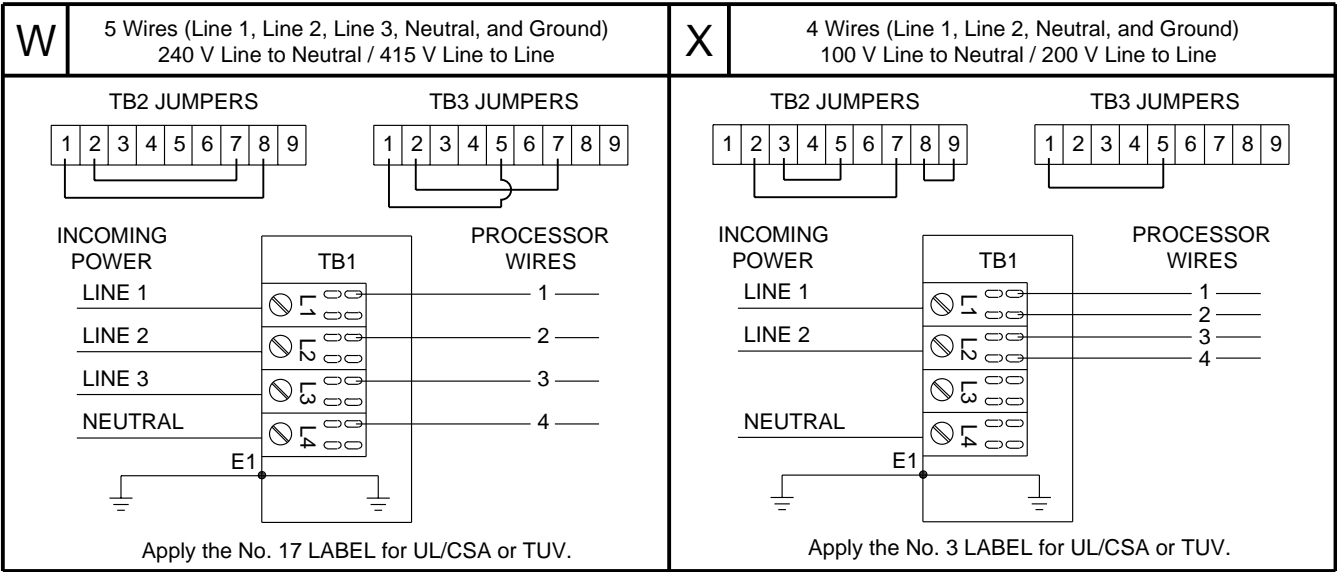 W
5 Wires (Line 1, Line 2, Line 3, Neutral, and Ground)
240 V Line to Neutral / 415 V Line to Line
TB2 JUMPERS
TB3 JUMPERS
1 2 3 4 5 6 7 8 9
1 2 3 4 5 6 7 8 9
INCOMING
POWER
TB1
PROCESSOR
WIRES
LINE 1
L1
1
LINE 2
L2
2
LINE 3
L3
3
NEUTRAL
L4
4
E1
Apply the No. 17 LABEL for UL/CSA or TUV.
X
4 Wires (Line 1, Line 2, Neutral, and Ground)
100 V Line to Neutral / 200 V Line to Line
TB2 JUMPERS
TB3 JUMPERS
1 2 3 4 5 6 7 8 9
1 2 3 4 5 6 7 8 9
INCOMING
POWER
TB1
PROCESSOR
WIRES
LINE 1
L1
1
2
LINE 2
L2
3
4
L3
NEUTRAL
L4
E1
Apply the No. 3 LABEL for UL/CSA or TUV.